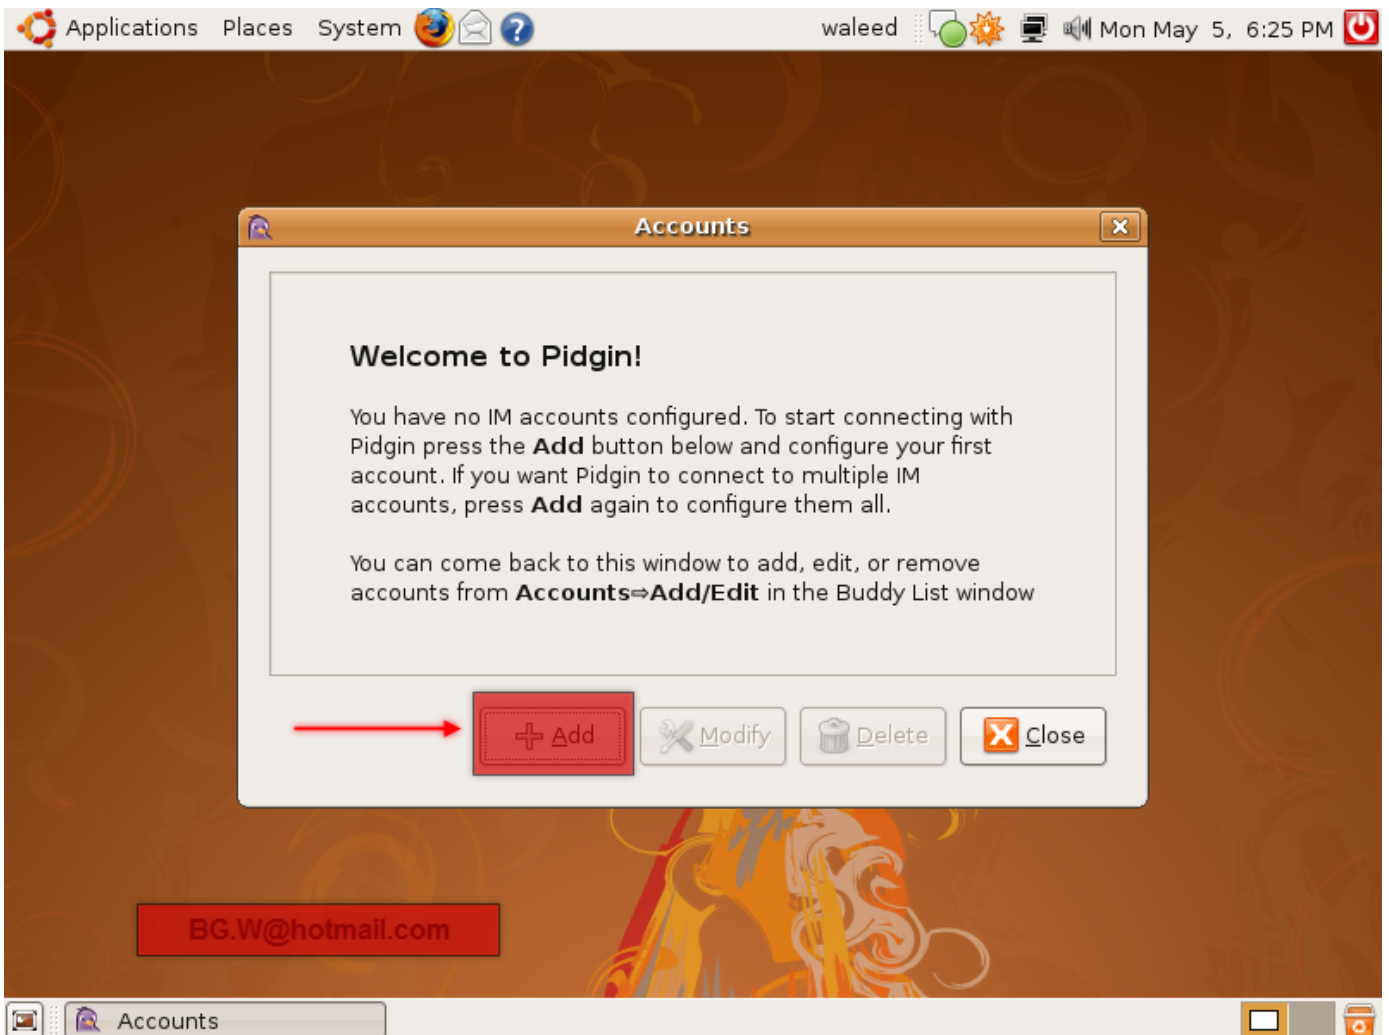 Applications Places System waleed Mon May 5, 6:25 PM
Accounts
Welcome to Pidgin!
You have no IM accounts configured. To start connecting with
Pidgin press the Add button below and configure your first
account. If you want Pidgin to connect to multiple IM
accounts, press Add again to configure them all.
You can come back to this window to add, edit, or remove
accounts from Accounts⇨Add/Edit in the Buddy List window
Add Modify Delete Close
BG.W@hotmail.com
Accounts